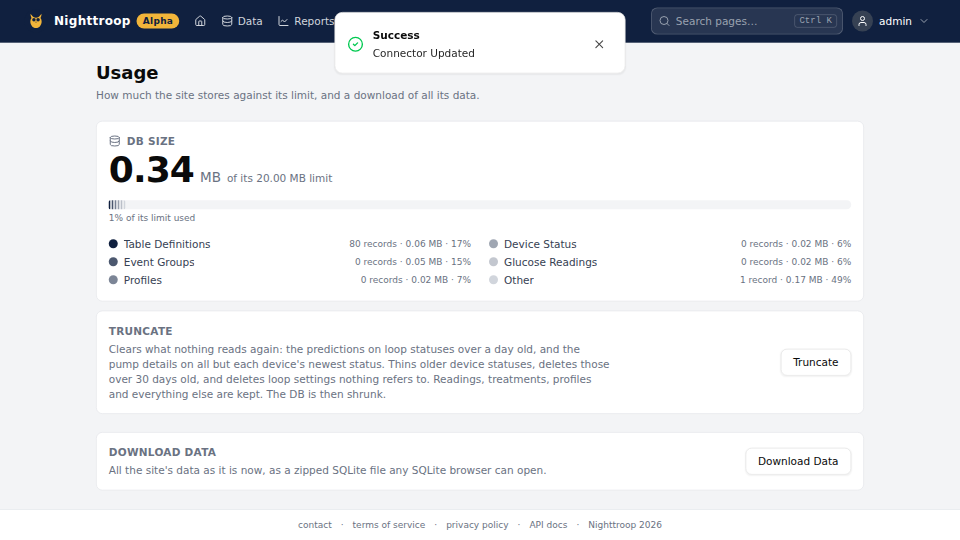 Nighttroop Alpha Data Reports Search pages... Ctrl K admin
Success
Connector Updated
Usage
How much the site stores against its limit, and a download of all its data.
DB SIZE
0.34 MB of its 20.00 MB limit
1% of its limit used
Table Definitions 80 records · 0.06 MB · 17%
Device Status 0 records · 0.02 MB · 6%
Event Groups 0 records · 0.05 MB · 15%
Glucose Readings 0 records · 0.02 MB · 6%
Profiles 0 records · 0.02 MB · 7%
Other 1 record · 0.17 MB · 49%
TRUNCATE
Clears what nothing reads again: the predictions on loop statuses over a day old, and the
pump details on all but each device's newest status. Thins older device statuses, deletes those
over 30 days old, and deletes loop settings nothing refers to. Readings, treatments, profiles
and everything else are kept. The DB is then shrunk.
Truncate
DOWNLOAD DATA
All the site's data as it is now, as a zipped SQLite file any SQLite browser can open.
Download Data
contact · terms of service · privacy policy · API docs · Nighttroop 2026